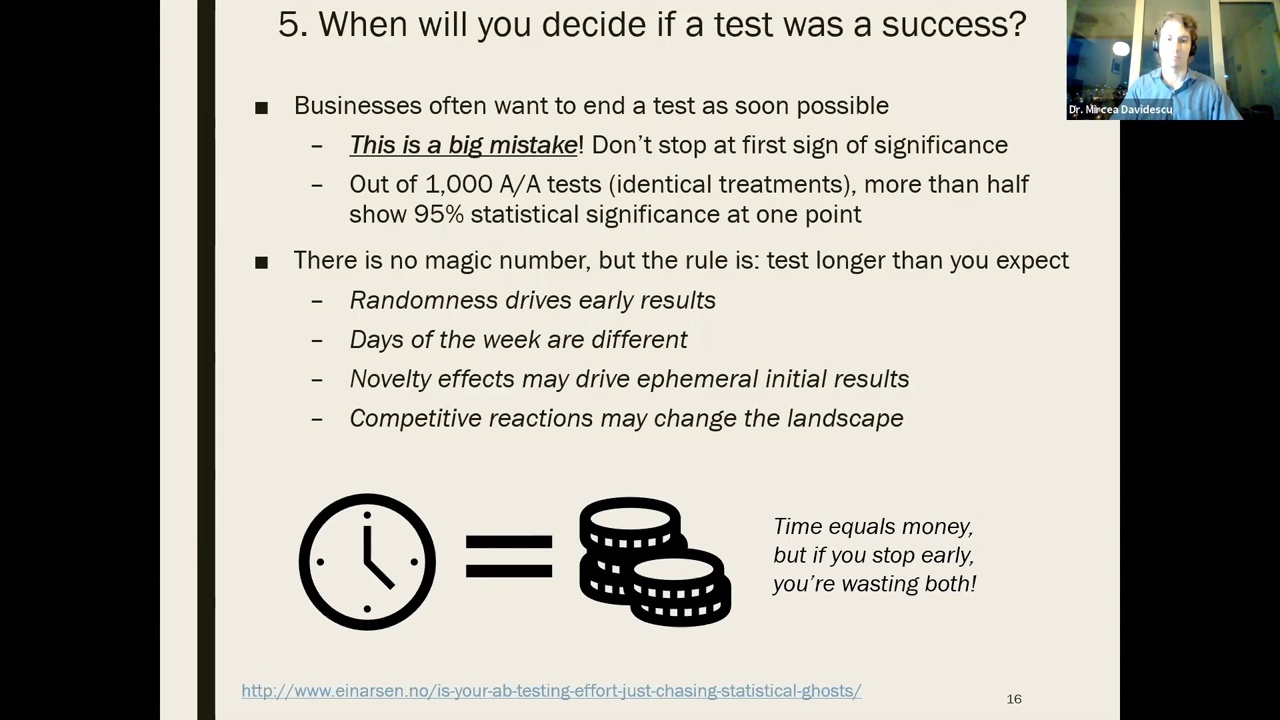 5. When will you decide if a test was a success?
Dr. Mircea Davidescu
■ Businesses often want to end a test as soon possible
– This is a big mistake! Don’t stop at first sign of significance
– Out of 1,000 A/A tests (identical treatments), more than half
show 95% statistical significance at one point
■ There is no magic number, but the rule is: test longer than you expect
– Randomness drives early results
– Days of the week are different
– Novelty effects may drive ephemeral initial results
– Competitive reactions may change the landscape
Time equals money,
but if you stop early,
you’re wasting both!
http://www.einarsen.no/is-your-ab-testing-effort-just-chasing-statistical-ghosts/
16